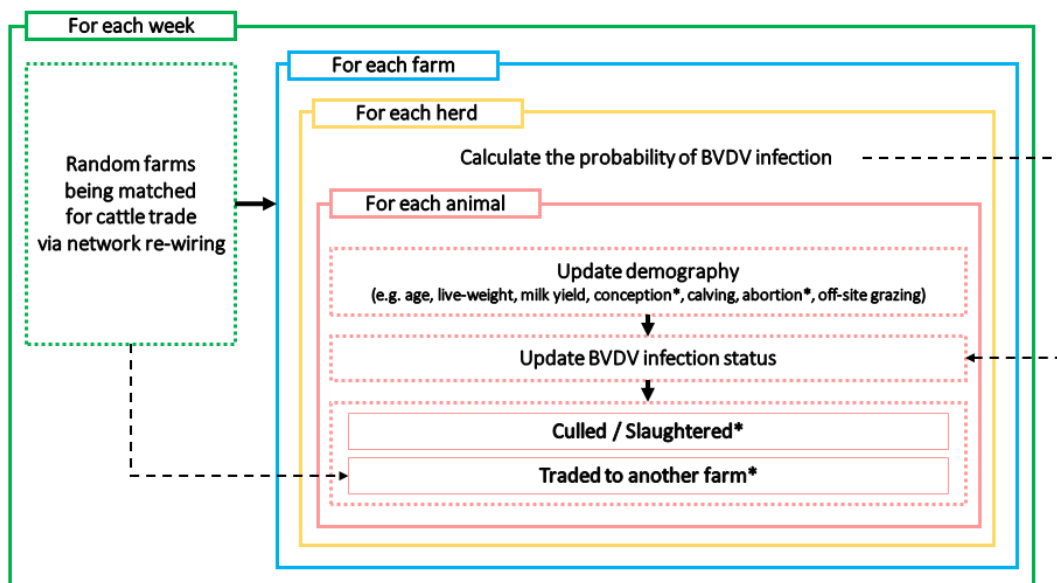 For each week
For each farm
For each herd
Calculate the probability of BVDV infection
Random farms
being matched
for cattle trade
via network re-wiring
For each animal
Update demography
(e.g. age, live-weight, milk yield, conception*, calving, abortion*, off-site grazing)
Update BVDV infection status
Culled / Slaughtered*
Traded to another farm*